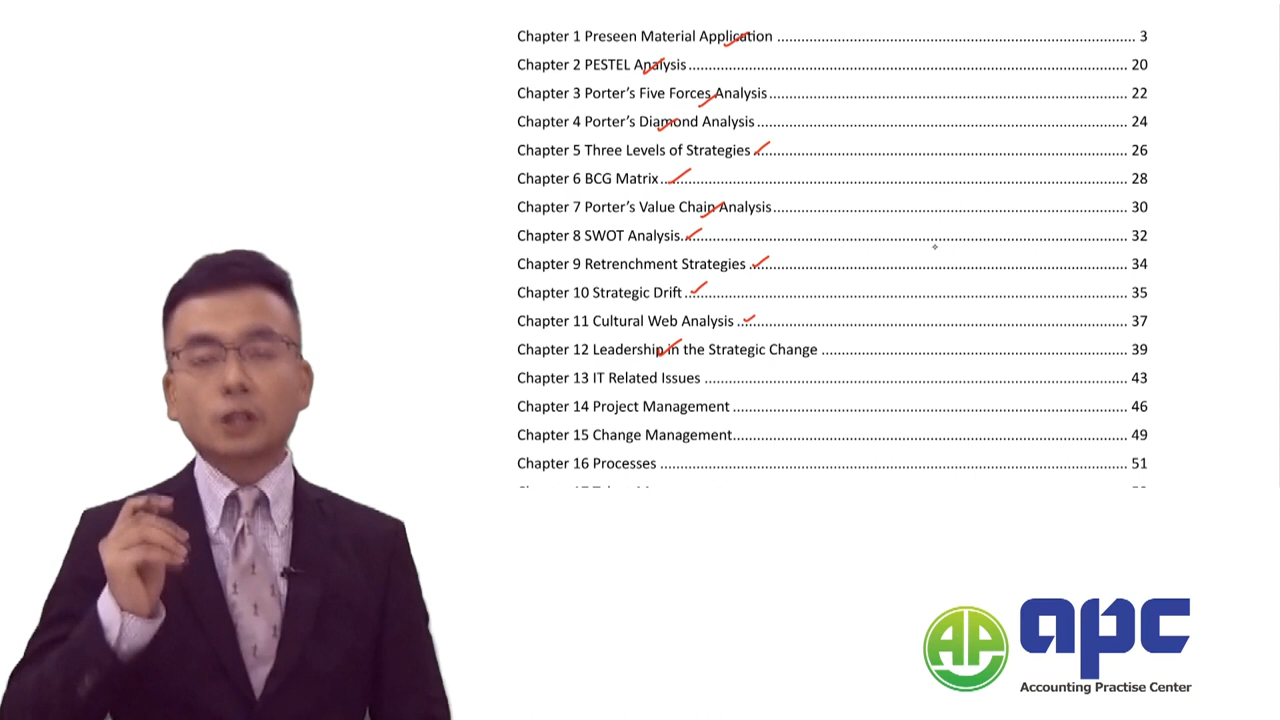 Chapter 1 Preseen Material Application ........ 3
Chapter 2 PESTEL Analysis ........ 20
Chapter 3 Porter’s Five Forces Analysis ........ 22
Chapter 4 Porter’s Diamond Analysis ........ 24
Chapter 5 Three Levels of Strategies ........ 26
Chapter 6 BCG Matrix ........ 28
Chapter 7 Porter’s Value Chain Analysis ........ 30
Chapter 8 SWOT Analysis ........ 32
Chapter 9 Retrenchment Strategies ........ 34
Chapter 10 Strategic Drift ........ 35
Chapter 11 Cultural Web Analysis ........ 37
Chapter 12 Leadership in the Strategic Change ........ 39
Chapter 13 IT Related Issues ........ 43
Chapter 14 Project Management ........ 46
Chapter 15 Change Management ........ 49
Chapter 16 Processes ........ 51
AP apc
Accounting Practise Center